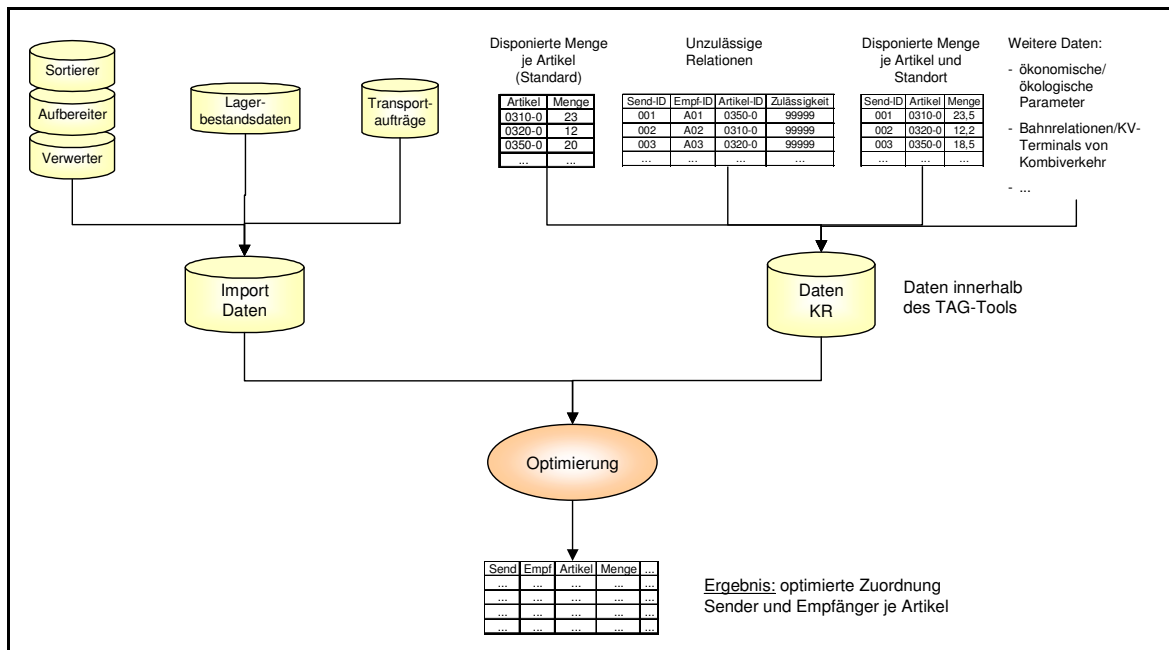 Sortierer
Aufbereiter
Verwerter
Lager-
bestandsdaten
Transport-
aufträge
Disponierte Menge
je Artikel
(Standard)
Artikel Menge
0310-0 23
0320-0 12
0350-0 20
... ...
Unzulässige
Relationen
Send-ID Empf-ID Artikel-ID Zulässigkeit
001 A01 0350-0 99999
002 A02 0310-0 99999
003 A03 0320-0 99999
... ... ... ...
Disponierte Menge
je Artikel und
Standort
Send-ID Artikel Menge
001 0310-0 23,5
002 0320-0 12,2
003 0350-0 18,5
... ... ...
Weitere Daten:
- ökonomische/
ökologische
Parameter
- Bahnrelationen/KV-
Terminals von
Kombiverkehr
- ...
Import
Daten
Daten
KR
Daten innerhalb
des TAG-Tools
Optimierung
Send Empf Artikel Menge ...
... ... ... ... ...
... ... ... ... ...
... ... ... ... ...
... ... ... ... ...
Ergebnis: optimierte Zuordnung
Sender und Empfänger je Artikel